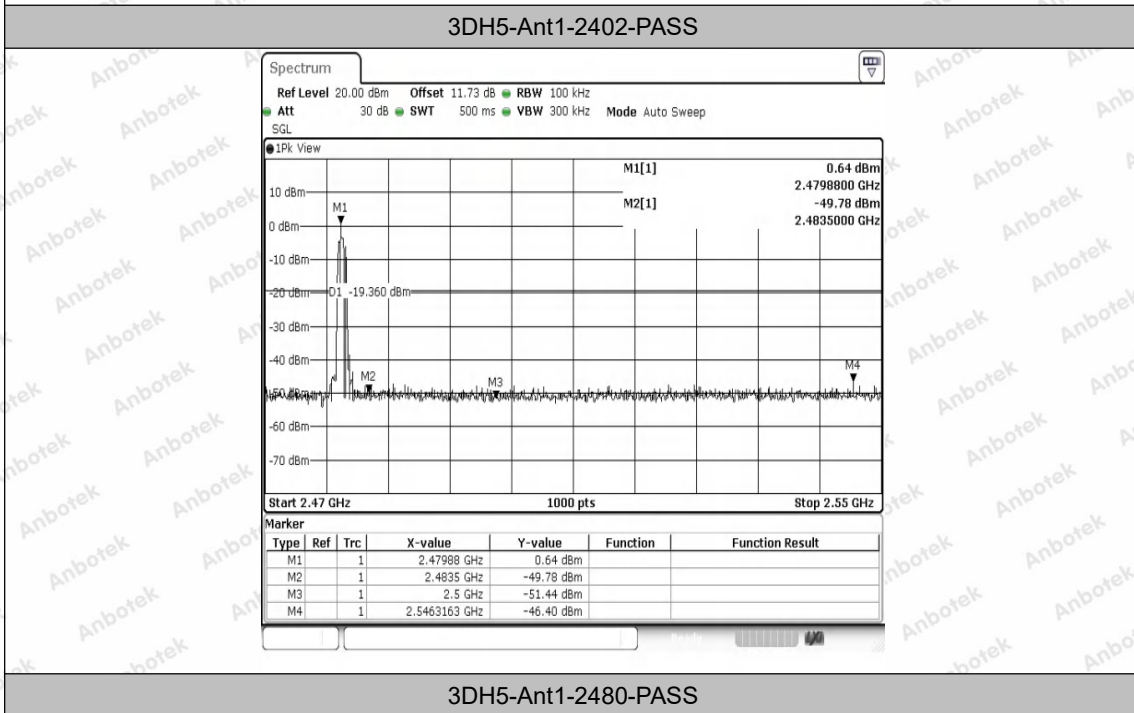 3DH5-Ant1-2402-PASS
Spectrum
Ref Level 20.00 dBm Offset 11.73 dB RBW 100 kHz
Att 30 dB SWT 500 ms VBW 300 kHz Mode Auto Sweep
SGL
1Pk View
M1[1] 0.64 dBm
2.4798800 GHz
M2[1] -49.78 dBm
2.4835000 GHz
10 dBm
M1
0 dBm
-10 dBm
-20 dBm D1 -19.360 dBm
-30 dBm
-40 dBm
M2 M3 M4
-50 dBm
-60 dBm
-70 dBm
Start 2.47 GHz 1000 pts Stop 2.55 GHz
Marker
Type Ref Trc X-value Y-value Function Function Result
M1 1 2.47988 GHz 0.64 dBm
M2 1 2.4835 GHz -49.78 dBm
M3 1 2.5 GHz -51.44 dBm
M4 1 2.5463163 GHz -46.40 dBm
3DH5-Ant1-2480-PASS
Anbotek